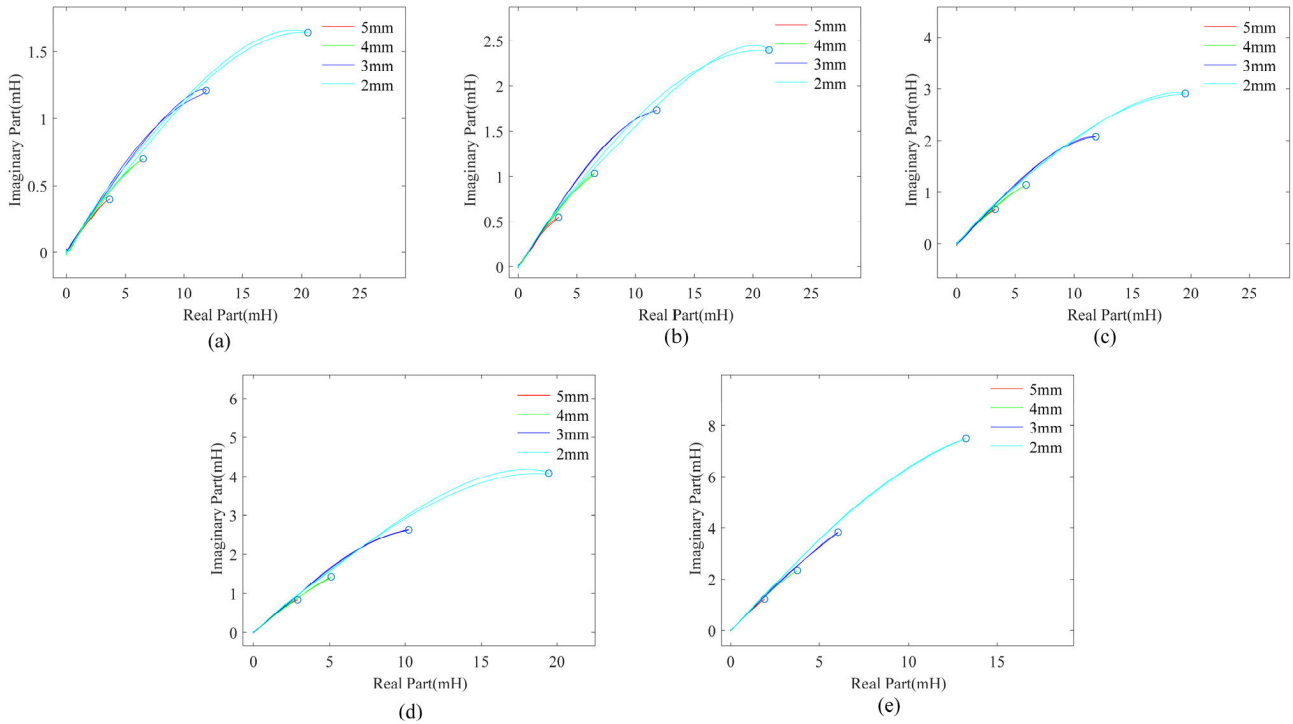 Imaginary Part(mH)
1.5
1
0.5
0
0 5 10 15 20 25
Real Part(mH)
5mm
4mm
3mm
2mm
(a)
Imaginary Part(mH)
2.5
2
1.5
1
0.5
0
0 5 10 15 20 25
Real Part(mH)
5mm
4mm
3mm
2mm
(b)
Imaginary Part(mH)
4
3
2
1
0
0 5 10 15 20 25
Real Part(mH)
5mm
4mm
3mm
2mm
(c)
Imaginary Part(mH)
6
5
4
3
2
1
0
0 5 10 15 20
Real Part(mH)
5mm
4mm
3mm
2mm
(d)
Imaginary Part(mH)
8
6
4
2
0
0 5 10 15
Real Part(mH)
5mm
4mm
3mm
2mm
(e)